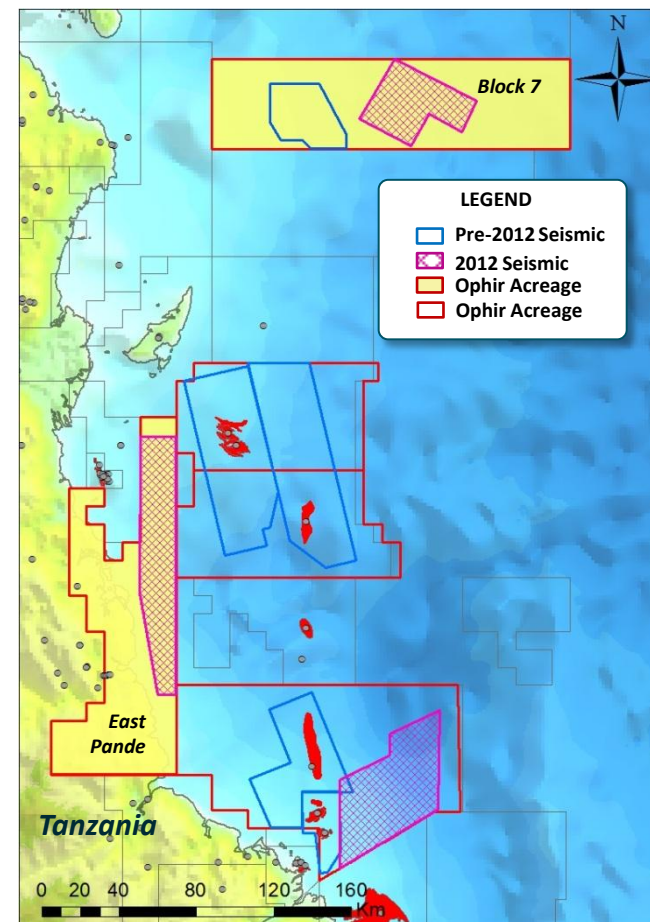 N
Block 7
LEGEND
Pre-2012 Seismic
2012 Seismic
Ophir Acreage
Ophir Acreage
East
Pande
Tanzania
0 20 40 80 120 160
Km